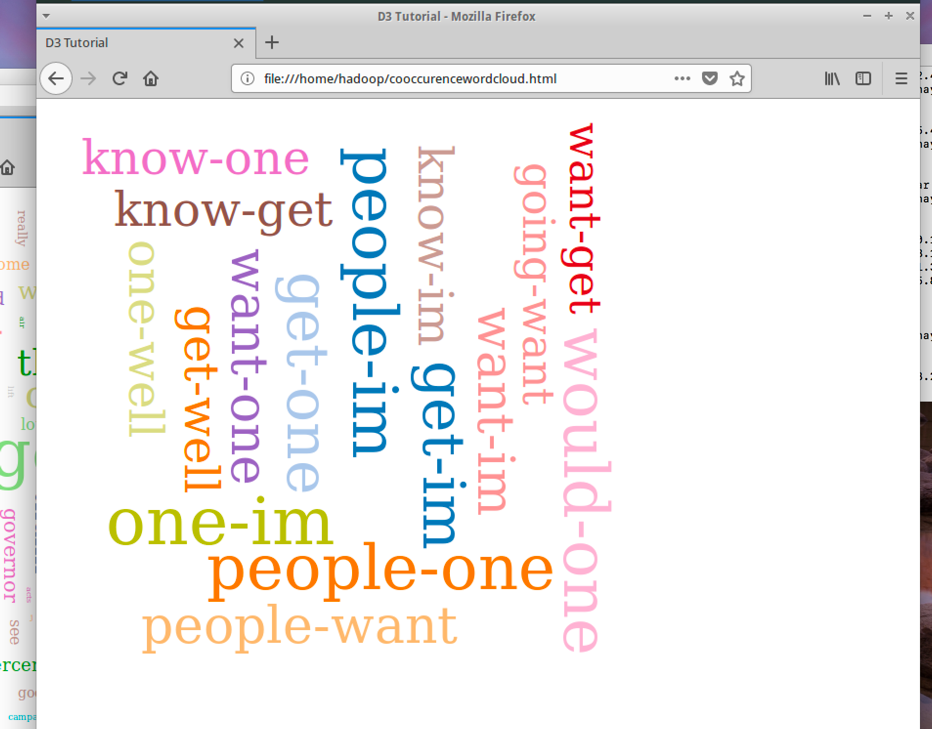 D3 Tutorial - Mozilla Firefox
D3 Tutorial
file:///home/hadoop/cooccurencewordcloud.html
know-one
know-get
people-im
know-im
going-want
want-get
one-well
get-well
want-one
get-one
get-im
want-im
would-one
one-im
people-one
people-want
really
air
governor
see